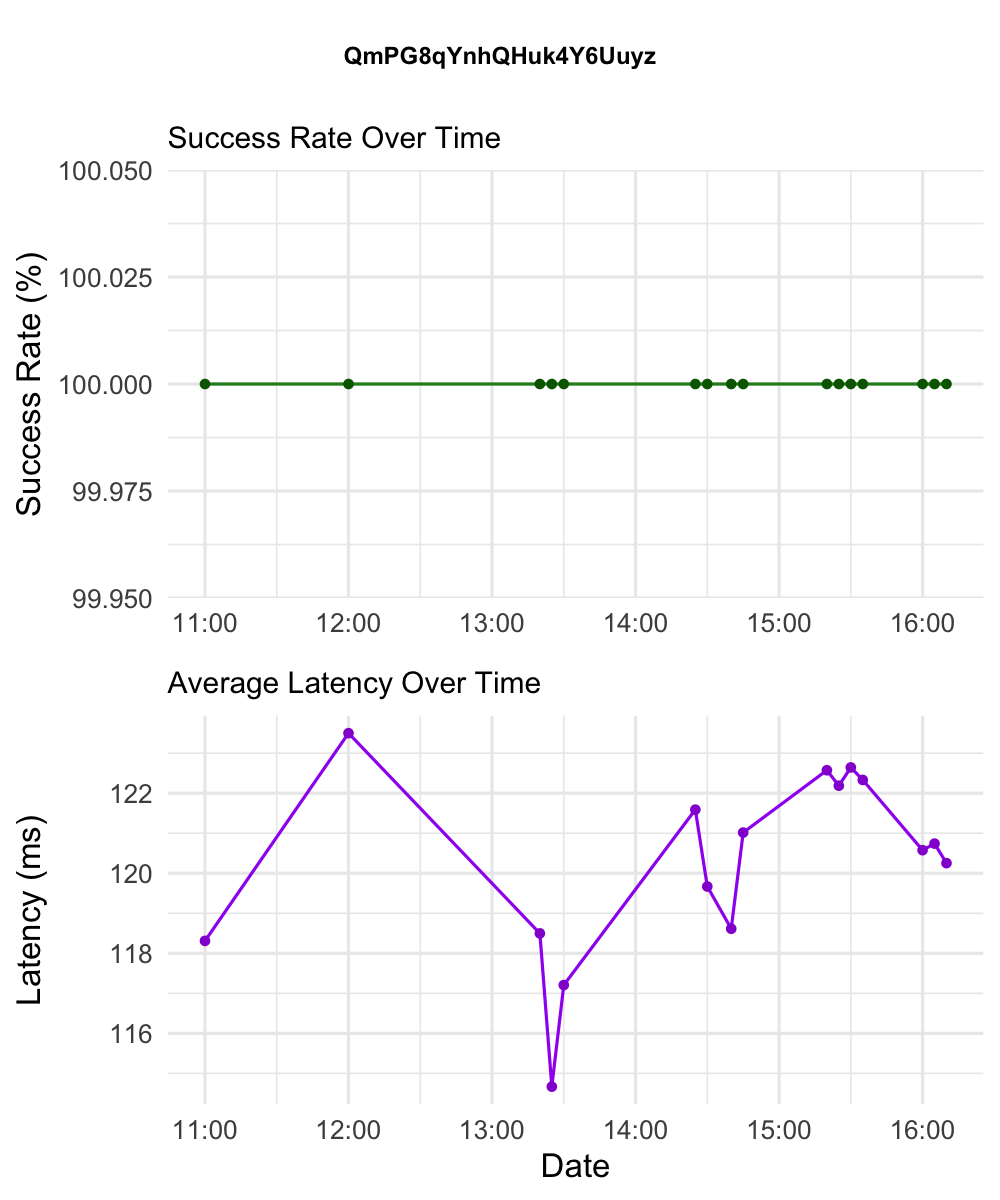 QmPG8qYnhQHuk4Y6Uuyz
Success Rate Over Time
Success Rate (%)
100.050
100.025
100.000
99.975
99.950
11:00 12:00 13:00 14:00 15:00 16:00
Average Latency Over Time
Latency (ms)
122
120
118
116
11:00 12:00 13:00 14:00 15:00 16:00
Date